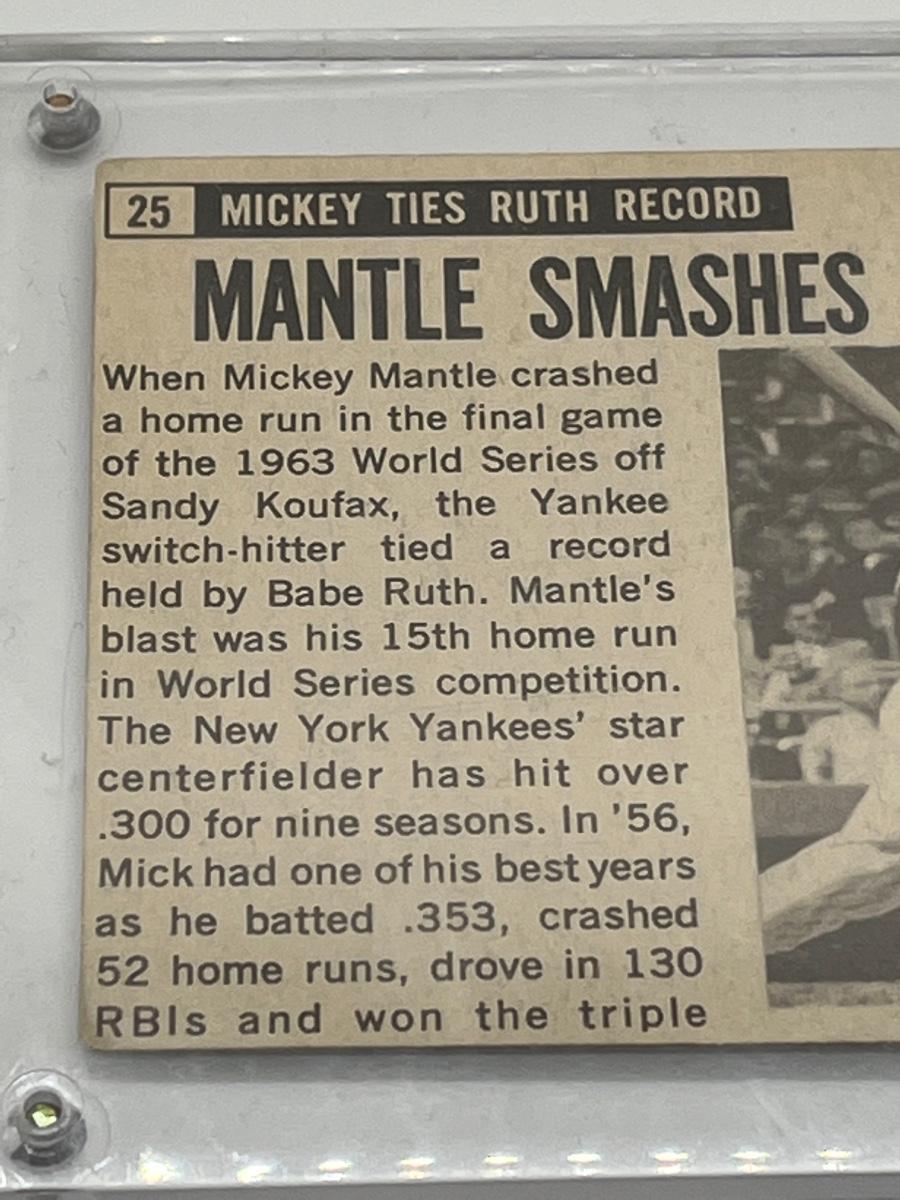 25 MICKEY TIES RUTH RECORD
MANTLE SMASHES
When Mickey Mantle crashed
a home run in the final game
of the 1963 World Series off
Sandy Koufax, the Yankee
switch-hitter tied a record
held by Babe Ruth. Mantle's
blast was his 15th home run
in World Series competition.
The New York Yankees' star
centerfielder has hit over
.300 for nine seasons. In '56,
Mick had one of his best years
as he batted .353, crashed
52 home runs, drove in 130
RBIs and won the triple